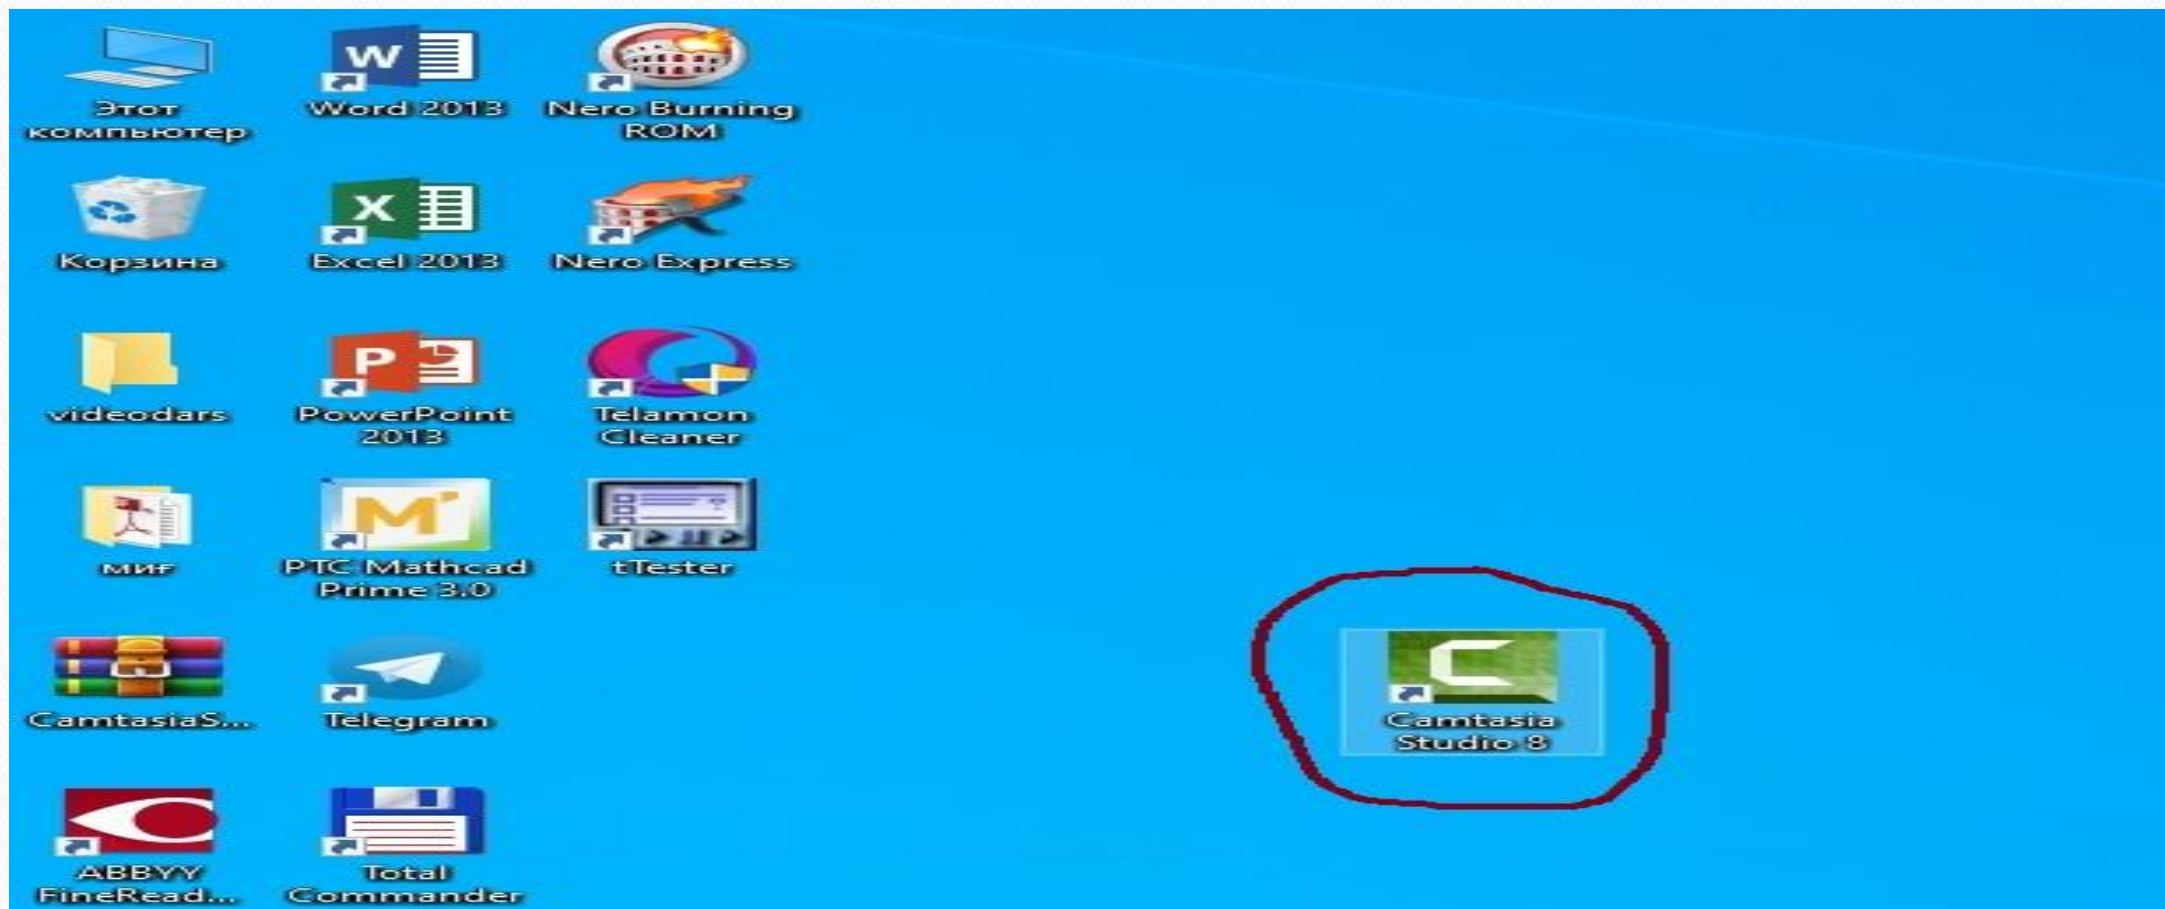 Этот
компьютер
Word 2013
Nero Burning
ROM
Корзина
Excel 2013
Nero Express
videodars
PowerPoint
2013
Telamon
Cleaner
миг
PTC Mathcad
Prime 3.0
tTester
CamtasiaS...
Telegram
Camtasia
Studio 8
ABBYY
FineRead...
Total
Commander